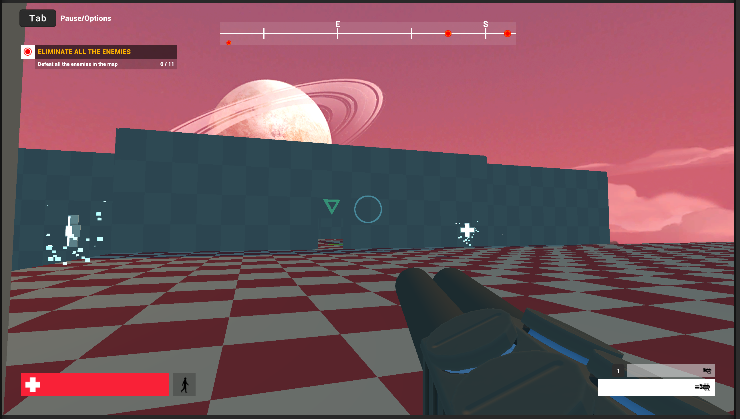 Tab Pause/Options
E S
ELIMINATE ALL THE ENEMIES
Defeat all the enemies in the map 0 / 11
1